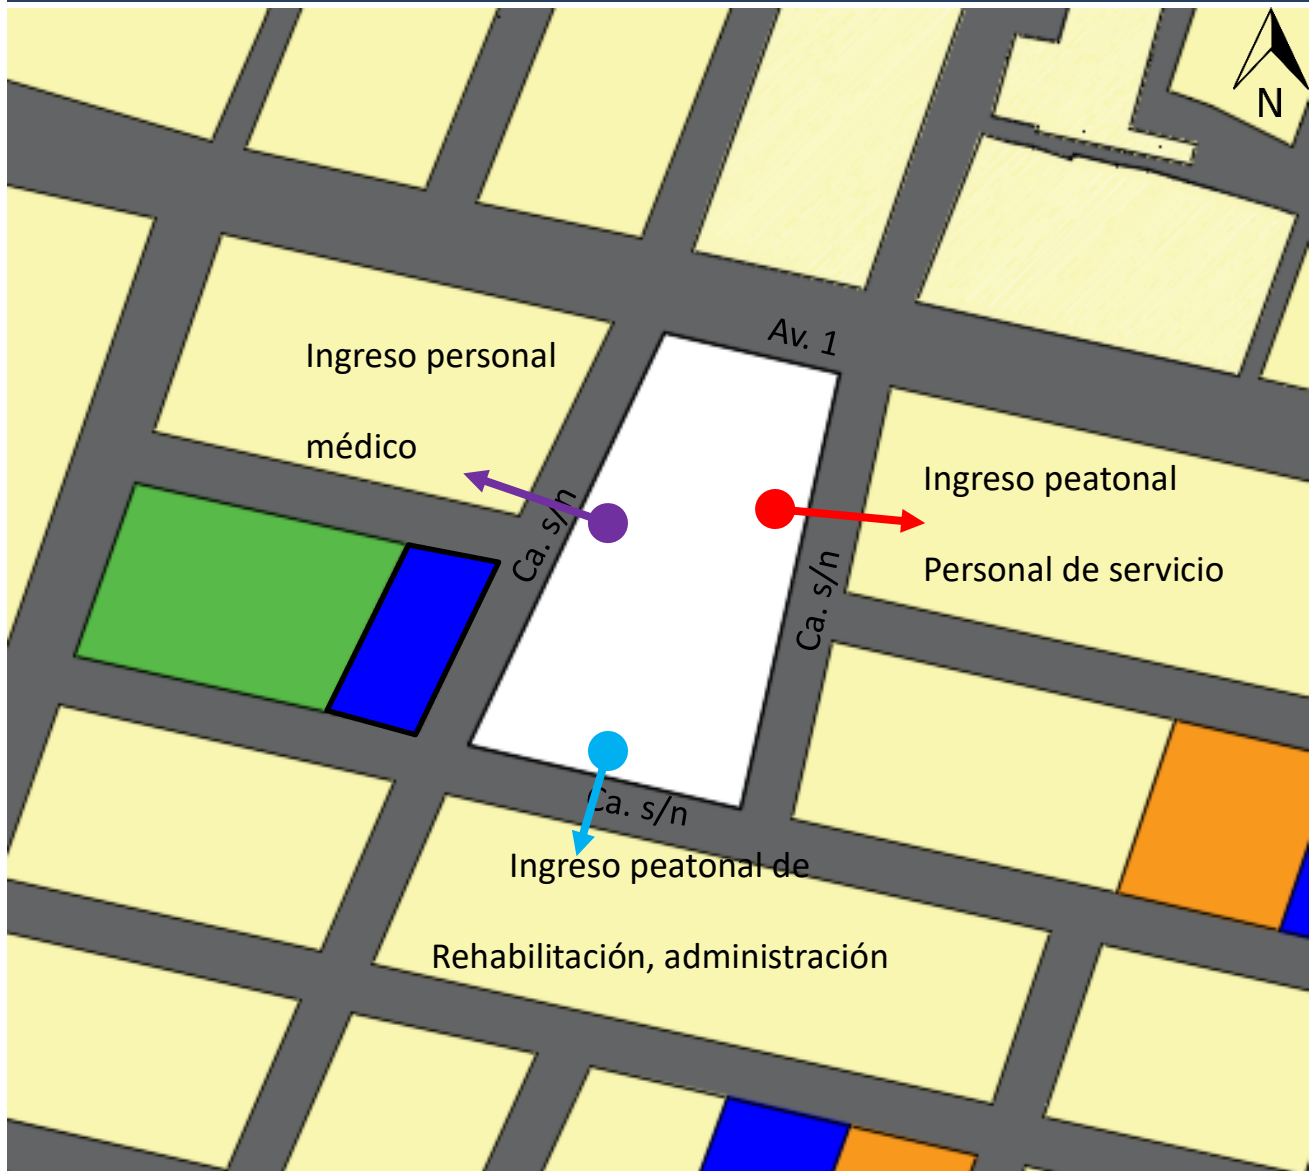 N
Av. 1
Ingreso personal
médico
Ca. s/n
Ingreso peatonal
Personal de servicio
Ca. s/n
Ca. s/n
Ingreso peatonal de
Rehabilitación, administración